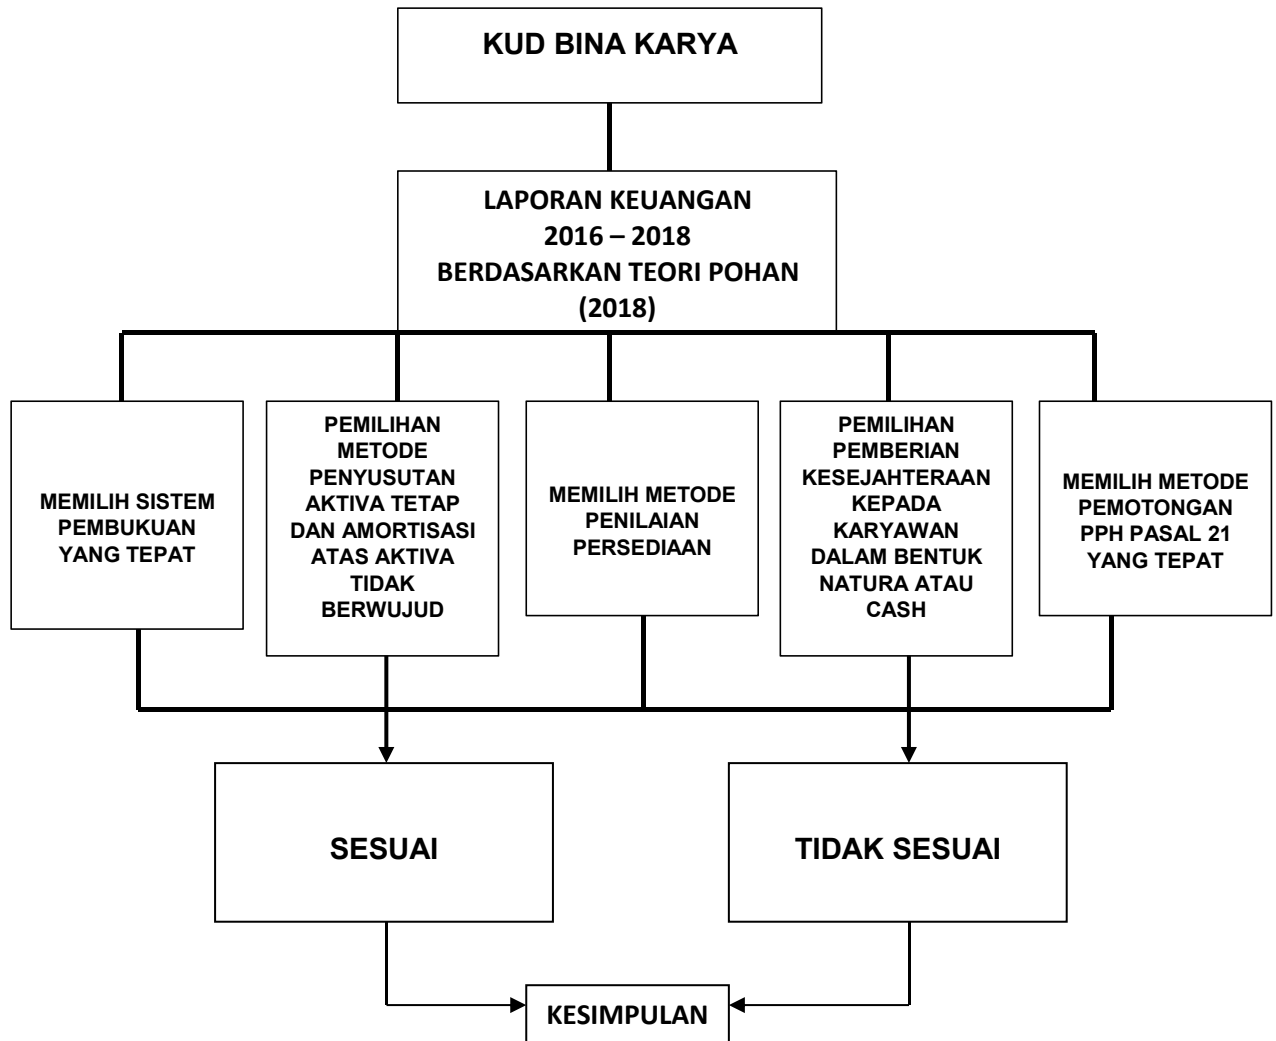 KUD BINA KARYA
LAPORAN KEUANGAN
2016 – 2018
BERDASARKAN TEORI POHAN
(2018)
MEMILIH SISTEM
PEMBUKUAN
YANG TEPAT
PEMILIHAN
METODE
PENYUSUTAN
AKTIVA TETAP
DAN AMORTISASI
ATAS AKTIVA
TIDAK
BERWUJUD
MEMILIH METODE
PENILAIAN
PERSEDIAAN
PEMILIHAN
PEMBERIAN
KESEJAHTERAAN
KEPADA
KARYAWAN
DALAM BENTUK
NATURA ATAU
CASH
MEMILIH METODE
PEMOTONGAN
PPH PASAL 21
YANG TEPAT
SESUAI
TIDAK SESUAI
KESIMPULAN